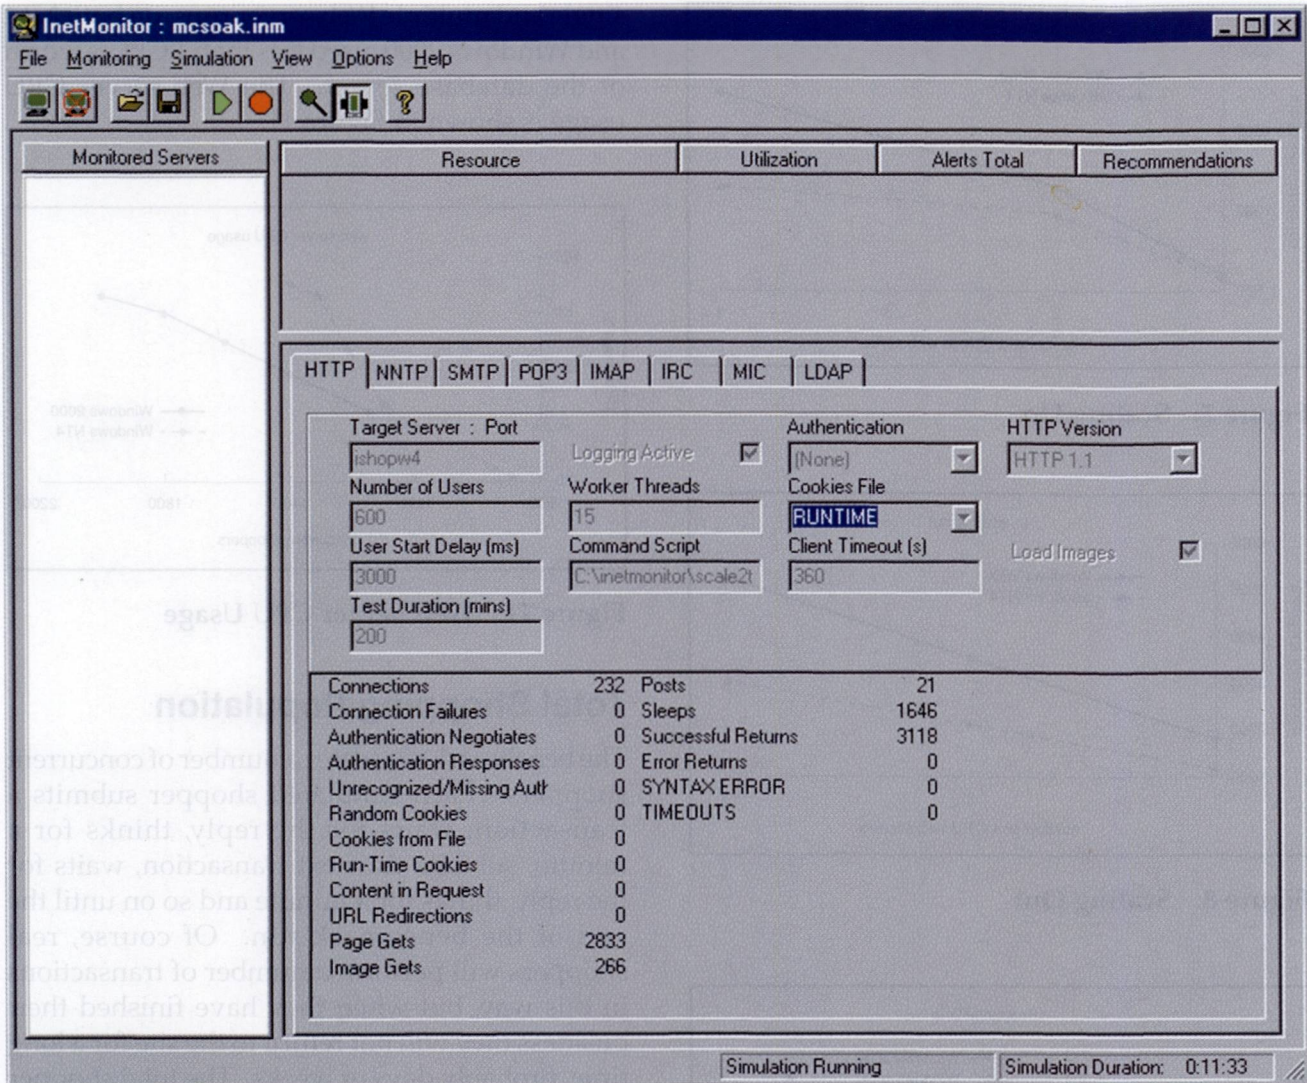 InetMonitor : mcsoak.inm
File Monitoring Simulation View Options Help
Monitored Servers
Resource Utilization Alerts Total Recommendations
HTTP NNTP SMTP POP3 IMAP IRC MIC LDAP
Target Server : Port
ishopw4
Logging Active
Authentication
(None)
HTTP Version
HTTP 1.1
Number of Users
600
Worker Threads
15
Cookies File
RUNTIME
User Start Delay (ms)
3000
Command Script
C:\inetmonitor\scale2t
Client Timeout (s)
360
Load Images
Test Duration (mins)
200
Connections 232 Posts 21
Connection Failures 0 Sleeps 1646
Authentication Negotiates 0 Successful Returns 3118
Authentication Responses 0 Error Returns 0
Unrecognized/Missing Autr 0 SYNTAX ERROR 0
Random Cookies 0 TIMEOUTS 0
Cookies from File 0
Run-Time Cookies 0
Content in Request 0
URL Redirections 0
Page Gets 2833
Image Gets 266
Simulation Running
Simulation Duration: 0:11:33